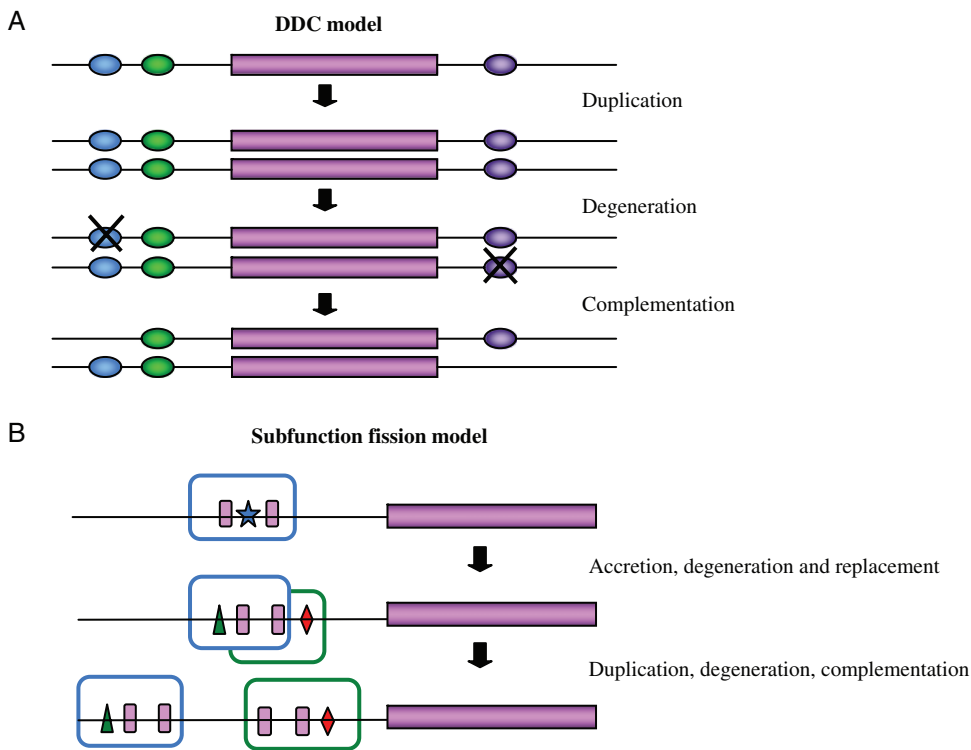 A
DDC model
Duplication
Degeneration
Complementation
B
Subfunction fission model
Accretion, degeneration and replacement
Duplication, degeneration, complementation